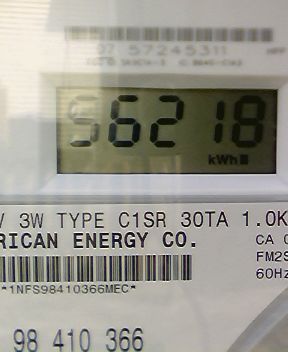 07 57245311
56218
kWh
V 3W TYPE C1SR 30TA 1.0K
RICAN ENERGY CO.
CA
FM2S
60Hz
*1NFS98410366MEC*
98 410 366